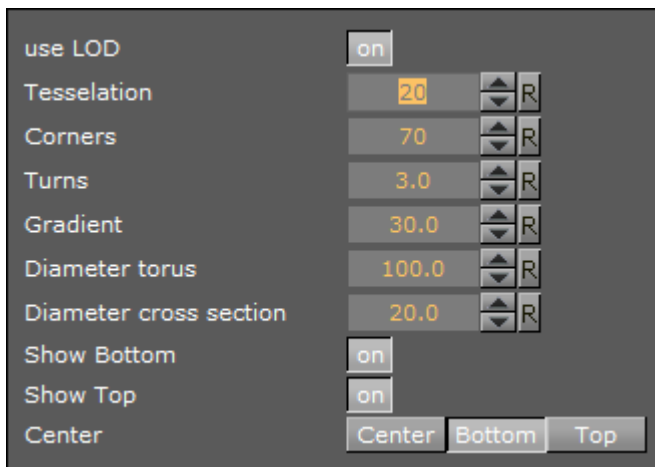 use LOD on
Tesselation 20 R
Corners 70 R
Turns 3.0 R
Gradient 30.0 R
Diameter torus 100.0 R
Diameter cross section 20.0 R
Show Bottom on
Show Top on
Center Center Bottom Top